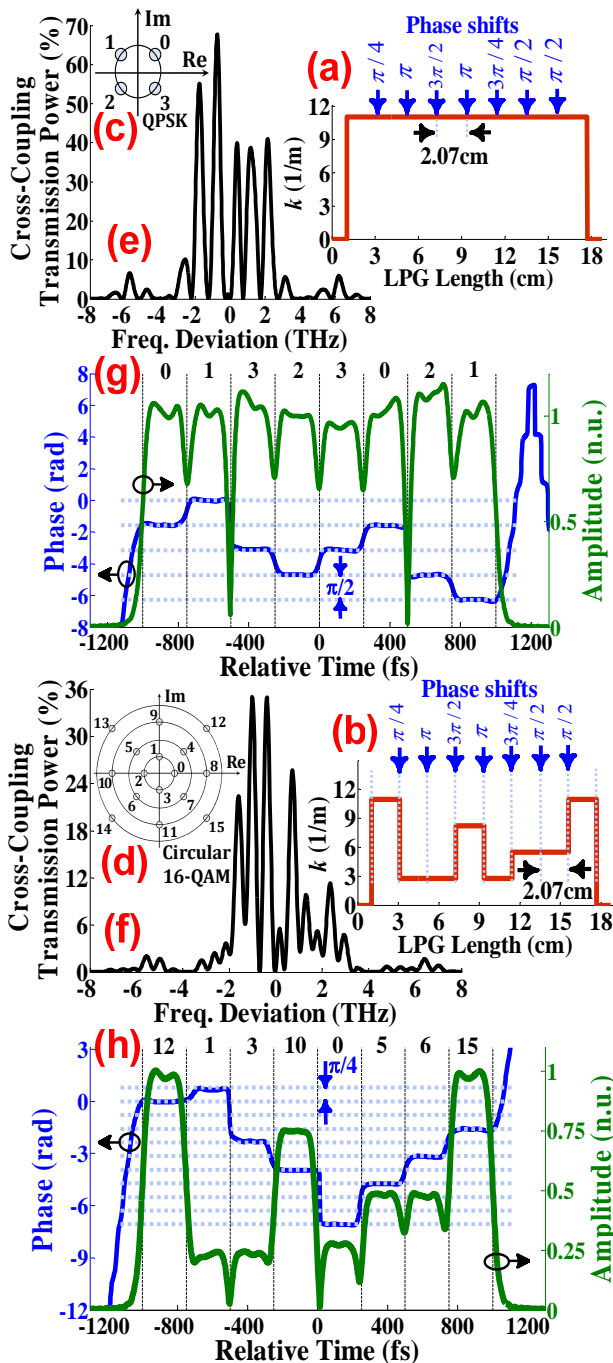 Cross-Coupling
Transmission Power (%)
70
60
50
40
30
20
10
0
-8 -6 -4 -2 0 2 4 6 8
Freq. Deviation (THz)
Im
Re
1 0
2 3
QPSK
(c)
(e)
Phase shifts
(a)
π/4 π 3π/2 π 3π/4 π/2 π/2
k (1/m)
12
9
6
3
0
2.07cm
0 3 6 9 12 15 18
LPG Length (cm)
(g)
0 1 3 2 3 0 2 1
Phase (rad)
8
6
4
2
0
-2
-4
-6
-8
π/2
Amplitude (n.u.)
1
0.5
0
-1200 -800 -400 0 400 800 1200
Relative Time (fs)
Cross-Coupling
Transmission Power (%)
36
30
24
18
12
6
0
-8 -6 -4 -2 0 2 4 6 8
Freq. Deviation (THz)
Im
Re
13 9 12
5 1 4
10 2 0 8
6 3 7
14 11 15
Circular
16-QAM
(d)
(f)
Phase shifts
(b)
π/4 π 3π/2 π 3π/4 π/2 π/2
k (1/m)
12
9
6
3
0
2.07cm
0 3 6 9 12 15 18
LPG Length (cm)
(h)
12 1 3 10 0 5 6 15
Phase (rad)
3
0
-3
-6
-9
-12
π/4
Amplitude (n.u.)
1
0.75
0.5
0.25
0
-1200 -800 -400 0 400 800 1200
Relative Time (fs)